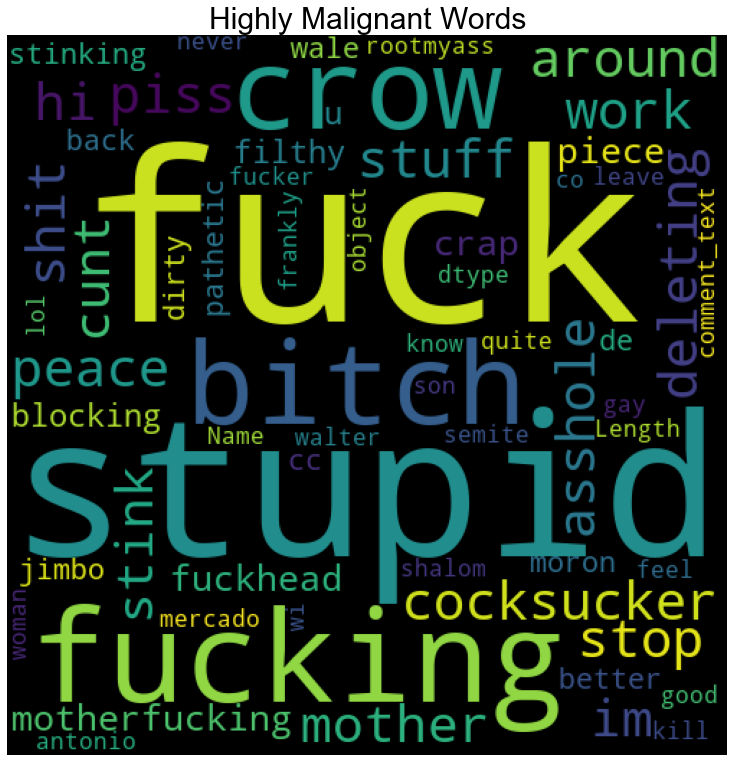 Highly Malignant Words
stinking
never
wale
rootmyass
around
hi
piss
crow
u
work
back
filthy
stuff
piece
fucker
co
leave
shit
cunt
fuck
deleting
pathetic
frankly
object
crap
dtype
comment_text
dirty
lol
know
quite
de
peace
bitch
son
asshole
gay
blocking
Name
walter
semite
Length
cc
stupid
stink
jimbo
fuckhead
shalom
moron
feel
woman
mercado
wi
cocksucker
fucking
stop
better
good
motherfucking
mother
im
kill
antonio